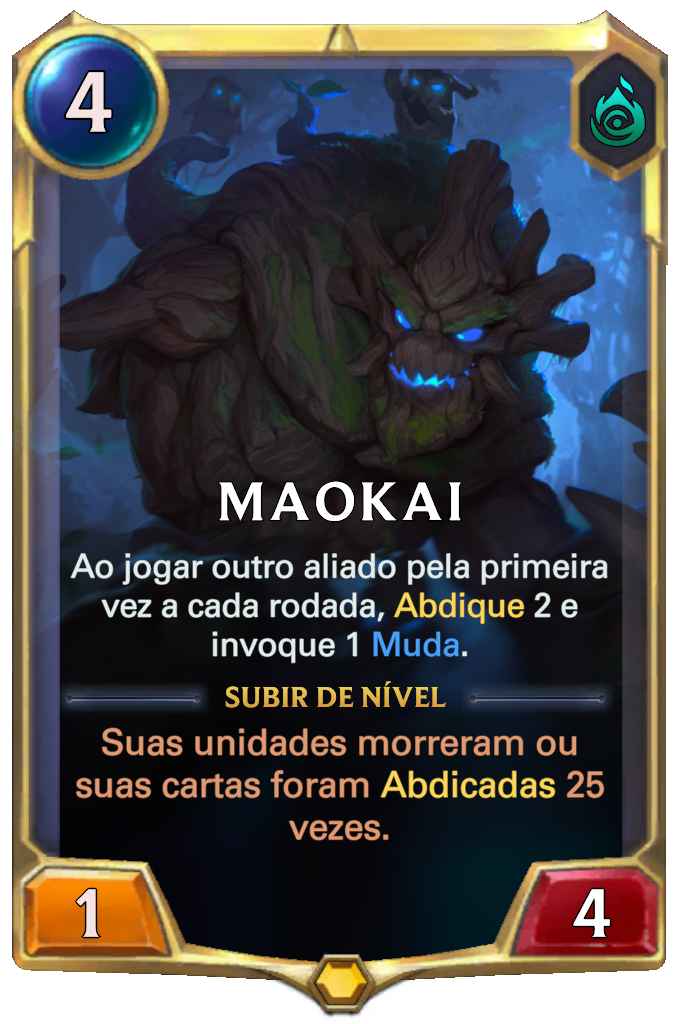 4
MAOKAI
Ao jogar outro aliado pela primeira
vez a cada rodada, Abdique 2 e
invoque 1 Muda.
SUBIR DE NÍVEL
Suas unidades morreram ou
suas cartas foram Abdicadas 25
vezes.
1
4